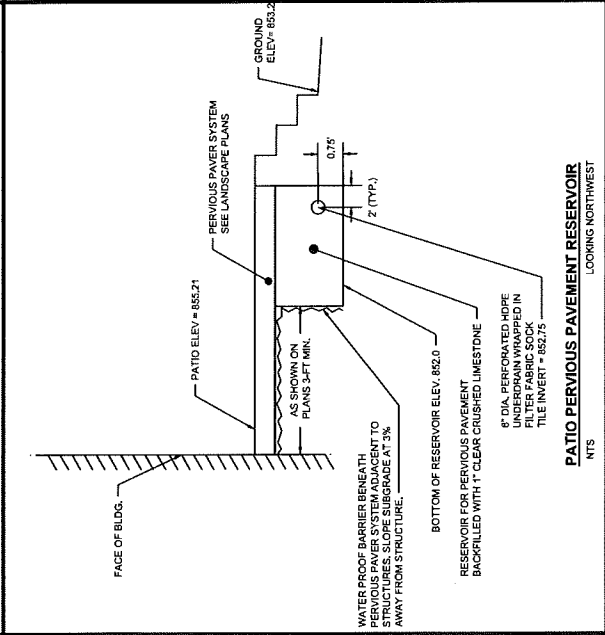 FACE OF BLDG.
PATIO ELEV = 855.21
PERVIOUS PAVER SYSTEM
SEE LANDSCAPE PLANS
GROUND
ELEV= 853.2
AS SHOWN ON
PLANS 3-FT MIN.
0.75'
2' (TYP.)
WATER PROOF BARRIER BENEATH
PERVIOUS PAVER SYSTEM ADJACENT TO
STRUCTURES. SLOPE SUBGRADE AT 3%
AWAY FROM STRUCTURE.
BOTTOM OF RESERVOIR ELEV. 852.0
RESERVOIR FOR PERVIOUS PAVEMENT
BACKFILLED WITH 1" CLEAR CRUSHED LIMESTONE
6" DIA. PERFORATED HDPE
UNDERDRAIN WRAPPED IN
FILTER FABRIC SOCK
TILE INVERT = 852.75
PATIO PERVIOUS PAVEMENT RESERVOIR
NTS LOOKING NORTHWEST